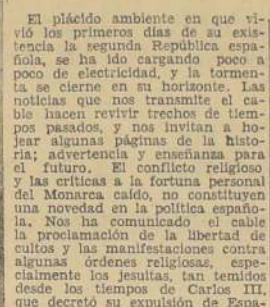 El plácido ambiente en que vi-
vió los primeros días de su exis-
tencia la segunda República espa-
ñola, se ha ido cargando poco a
poco de electricidad, y la tormen-
ta se cierne en su horizonte. Las
noticias que nos transmite el ca-
ble hacen revivir trechos de tiem-
pos pasados, y nos invitan a ho-
jear algunas páginas de la histo-
ria; advertencia y enseñanza para
el futuro. El conflicto religioso
y las críticas a la fortuna personal
del Monarca caído, no constituyen
una novedad en la política españo-
la. Nos ha comunicado el cable
la proclamación de la libertad de
cultos y las manifestaciones contra
algunas órdenes religiosas, espe-
cialmente los jesuitas, tan temidos
desde los tiempos de Carlos III,
que decretó su expulsión de Espa-